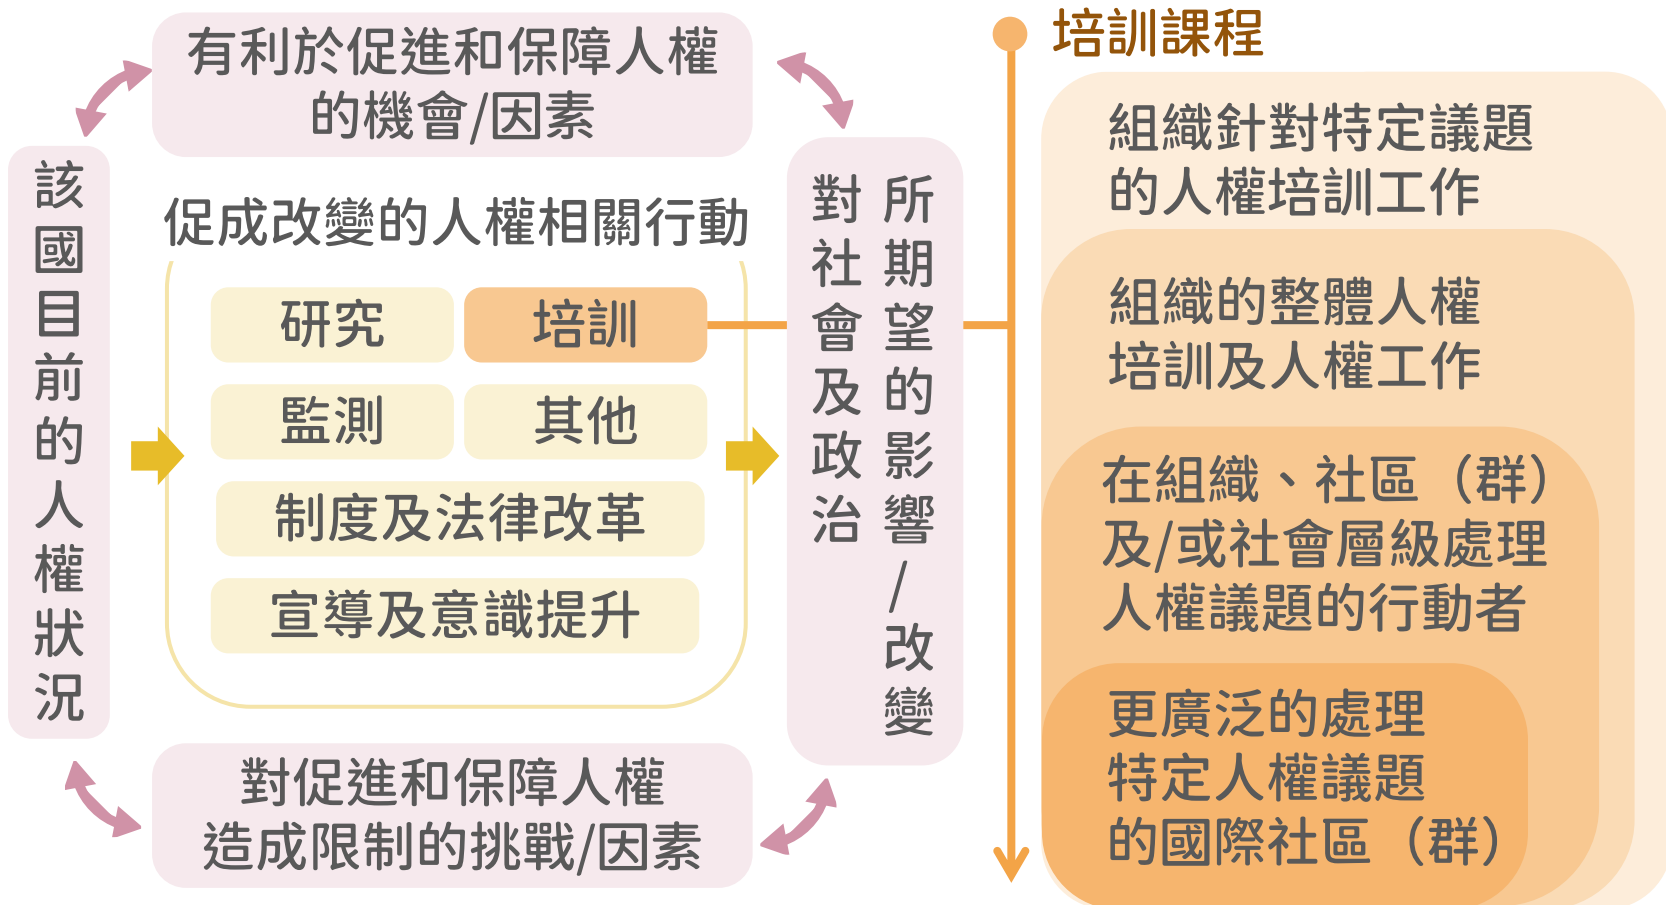 有利於促進和保障人權
的機會/因素
該國目前的人權狀況
促成改變的人權相關行動
研究
培訓
監測
其他
制度及法律改革
宣導及意識提升
對促進和保障人權
造成限制的挑戰/因素
所期望的影響/改變
對社會及政治
培訓課程
組織針對特定議題
的人權培訓工作
組織的整體人權
培訓及人權工作
在組織、社區（群）
及/或社會層級處理
人權議題的行動者
更廣泛的處理
特定人權議題
的國際社區（群）